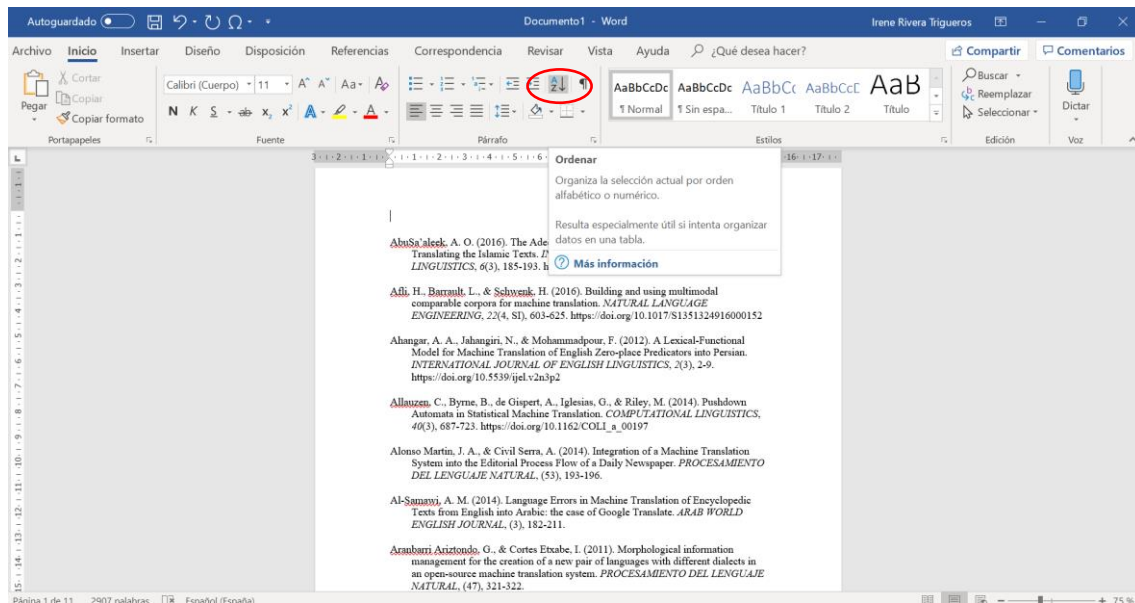 Autoguardado
Documento1 - Word
Irene Rivera Trigueros
Archivo Inicio Insertar Diseño Disposición Referencias Correspondencia Revisar Vista Ayuda ¿Qué desea hacer? Compartir Comentarios
Pegar
Cortar
Copiar
Copiar formato
Portapapeles
Calibri (Cuerpo) 11
N K S
Fuente
Párrafo
AaBbCcDc AaBbCcDc AaBbCc AaBbCcE AaB
¶ Normal ¶ Sin espa... Título 1 Título 2 Título
Estilos
Buscar
Reemplazar
Seleccionar
Edición
Dictar
Voz
Ordenar
Organiza la selección actual por orden
alfabético o numérico.
Resulta especialmente útil si intenta organizar
datos en una tabla.
Más información
AbuSa'aleek, A. O. (2016). The Ade
Translating the Islamic Texts.
LINGUISTICS, 6(3), 185-193.
Afli, H., Barrault, L., & Schwenk, H. (2016). Building and using multimodal
comparable corpora for machine translation. NATURAL LANGUAGE
ENGINEERING, 22(4, SI), 603-625. https://doi.org/10.1017/S1351324916000152
Ahangar, A. A., Jahangiri, N., & Mohammadpour, F. (2012). A Lexical-Functional
Model for Machine Translation of English Zero-place Predicators into Persian.
INTERNATIONAL JOURNAL OF ENGLISH LINGUISTICS, 2(3), 2-9.
https://doi.org/10.5539/ijel.v2n3p2
Allauzen, C., Byrne, B., de Gispert, A., Iglesias, G., & Riley, M. (2014). Pushdown
Automata in Statistical Machine Translation. COMPUTATIONAL LINGUISTICS,
40(3), 687-723. https://doi.org/10.1162/COLI_a_00197
Alonso Martin, J. A., & Civil Serra, A. (2014). Integration of a Machine Translation
System into the Editorial Process Flow of a Daily Newspaper. PROCESAMIENTO
DEL LENGUAJE NATURAL, (53), 193-196.
Al-Samawi, A. M. (2014). Language Errors in Machine Translation of Encyclopedic
Texts from English into Arabic: the case of Google Translate. ARAB WORLD
ENGLISH JOURNAL, (3), 182-211.
Aranbarri Ariztondo, G., & Cortes Etxabe, I. (2011). Morphological information
management for the creation of a new pair of languages with different dialects in
an open-source machine translation system. PROCESAMIENTO DEL LENGUAJE
NATURAL, (47), 321-322.
Página 1 de 11 2907 palabras Español (España) 75 %